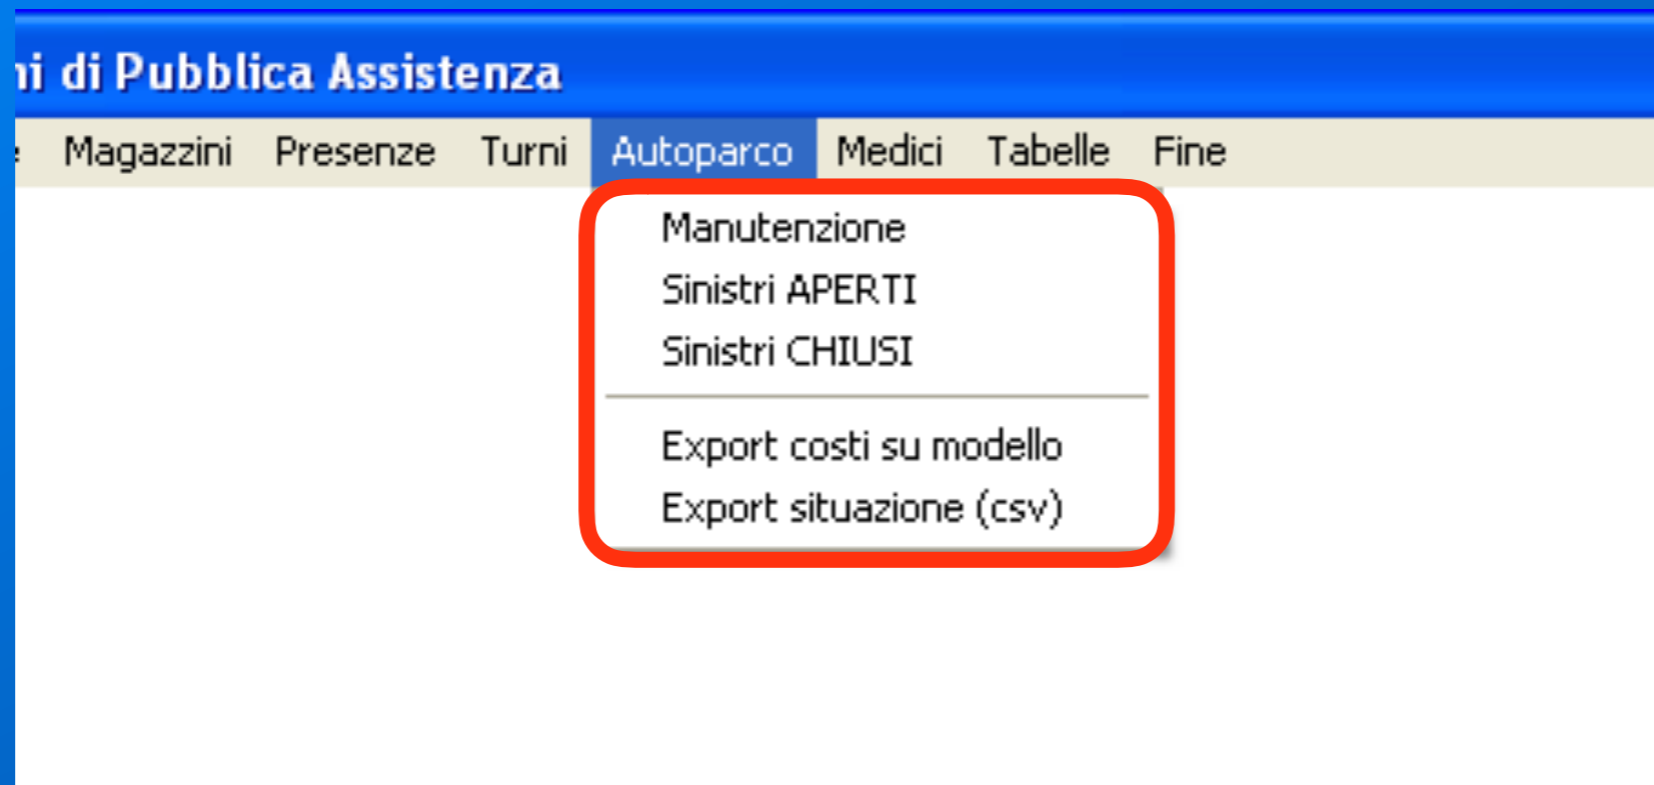 di Pubblica Assistenza
Magazzini Presenze Turni Autoparco Medici Tabelle Fine
Manutenzione
Sinistri APERTI
Sinistri CHIUSI
Export costi su modello
Export situazione (csv)